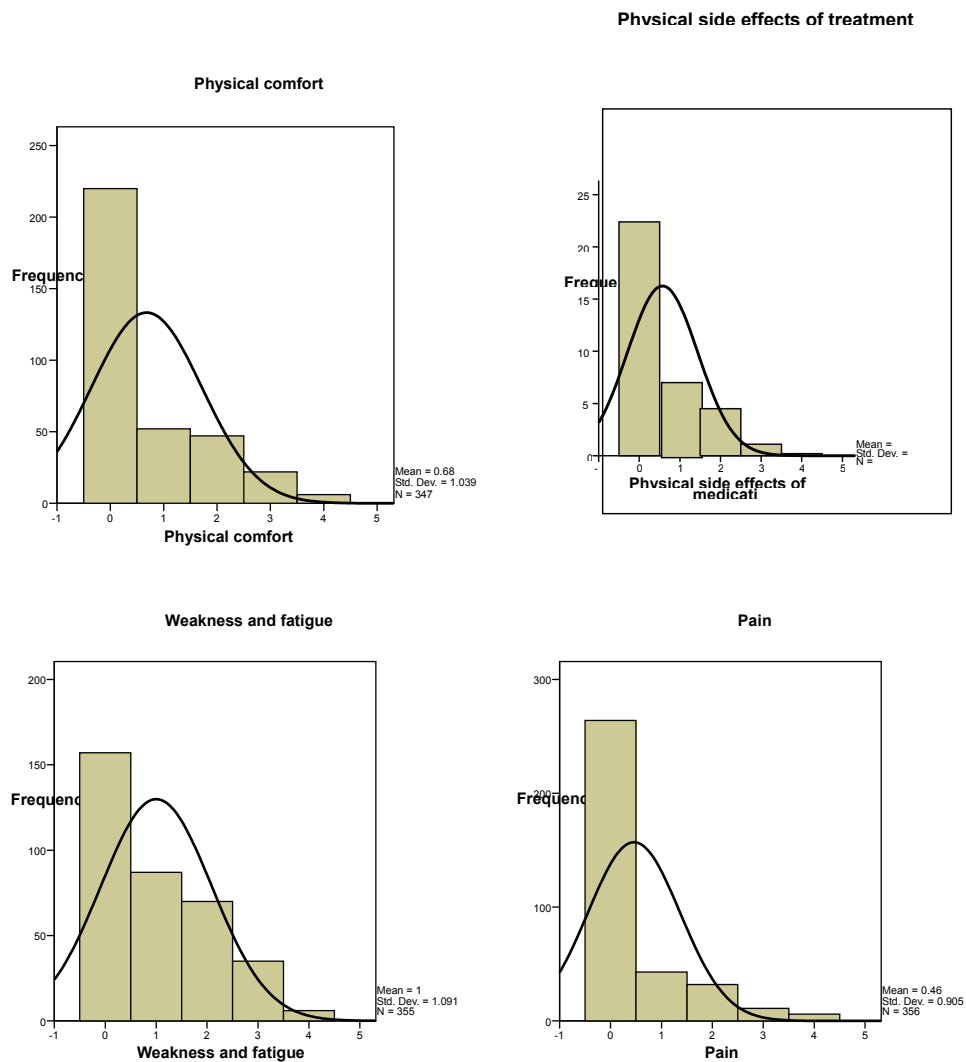 Physical side effects of treatment
Physical comfort
250
200
Frequenc
150
100
50
0
-1 0 1 2 3 4 5
Mean = 0.68
Std. Dev. = 1.039
N = 347
Physical comfort
25
20
Freque
15
10
5
0
- 0 1 2 3 4 5
Mean =
Std. Dev. =
N =
Physical side effects of
medicati
Weakness and fatigue
200
150
Frequenc
100
50
0
-1 0 1 2 3 4 5
Mean = 1
Std. Dev. = 1.091
N = 355
Weakness and fatigue
Pain
300
200
Frequenc
100
0
-1 0 1 2 3 4 5
Mean = 0.46
Std. Dev. = 0.905
N = 356
Pain